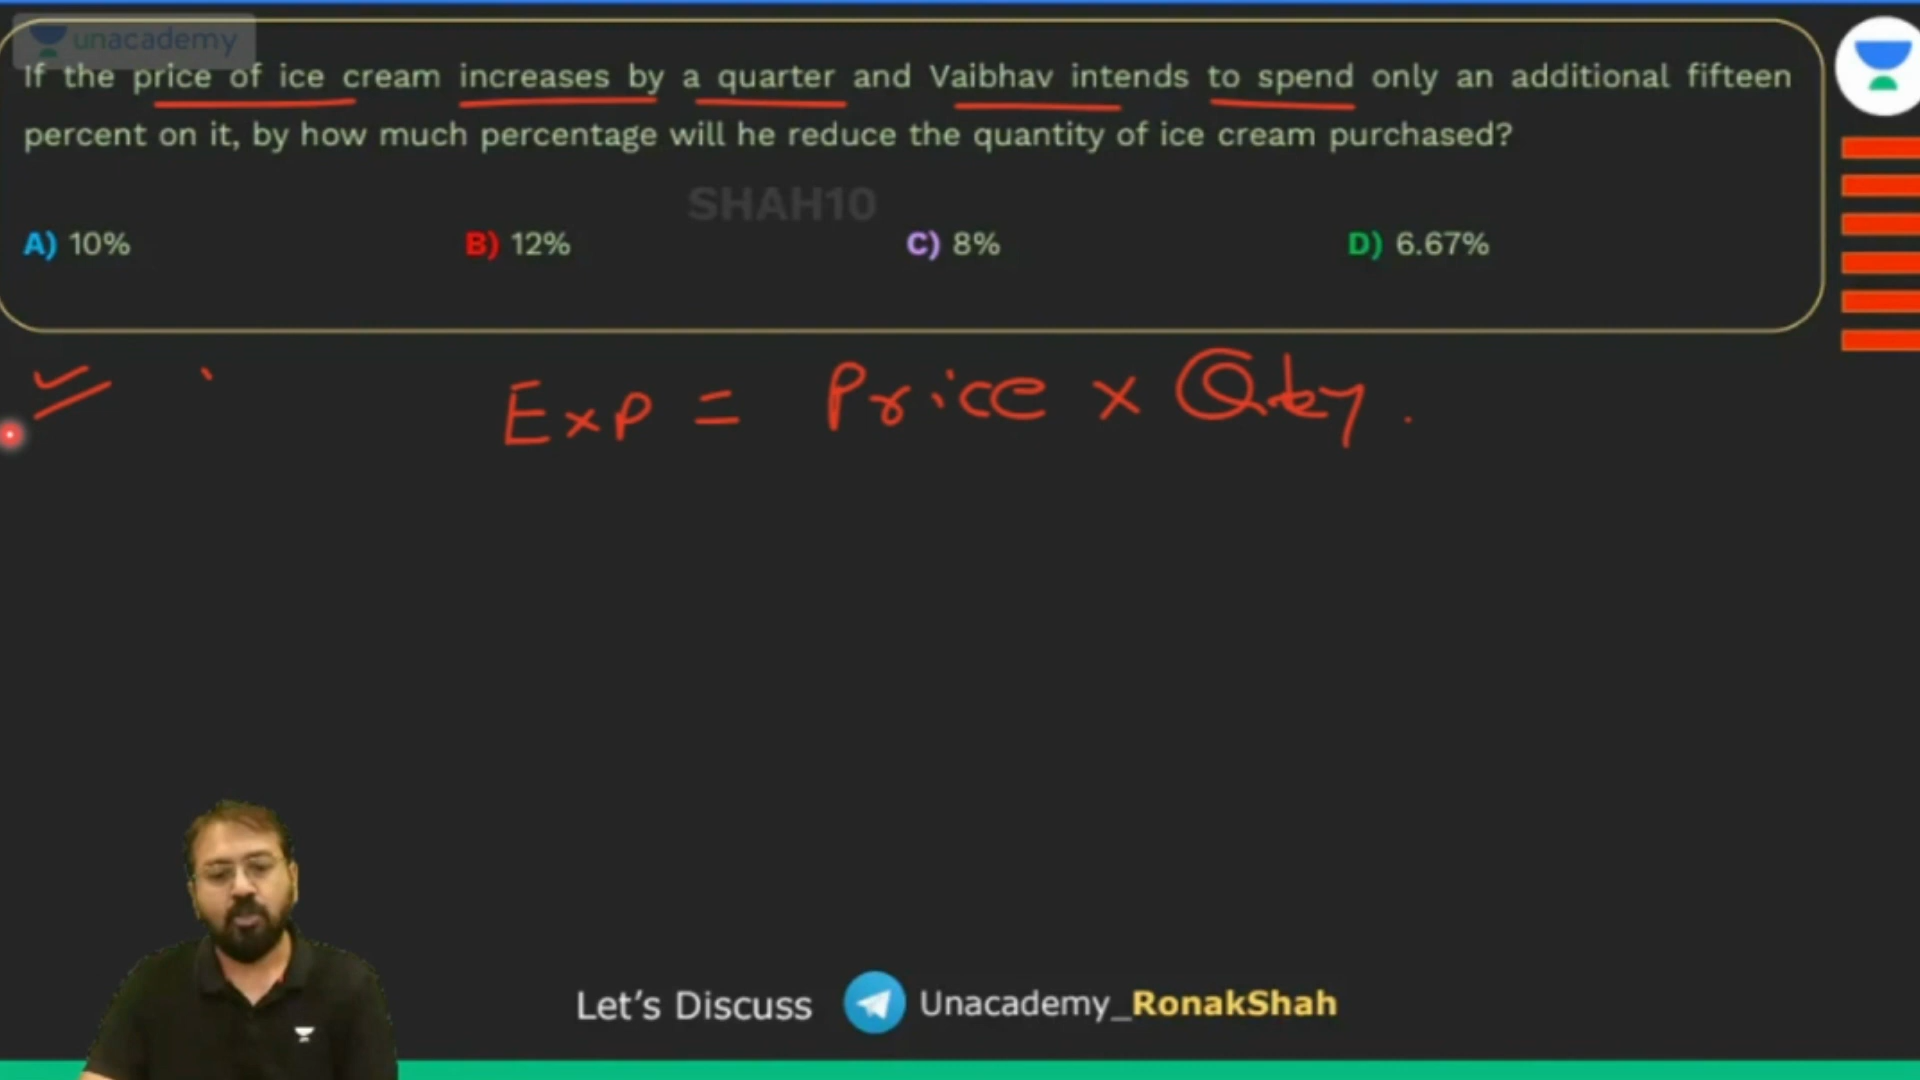 unacademy
If the price of ice cream increases by a quarter and Vaibhav intends to spend only an additional fifteen
percent on it, by how much percentage will he reduce the quantity of ice cream purchased?
SHAH10
A) 10% B) 12% C) 8% D) 6.67%
Exp = Price x Qty.
Let's Discuss Unacademy_RonakShah